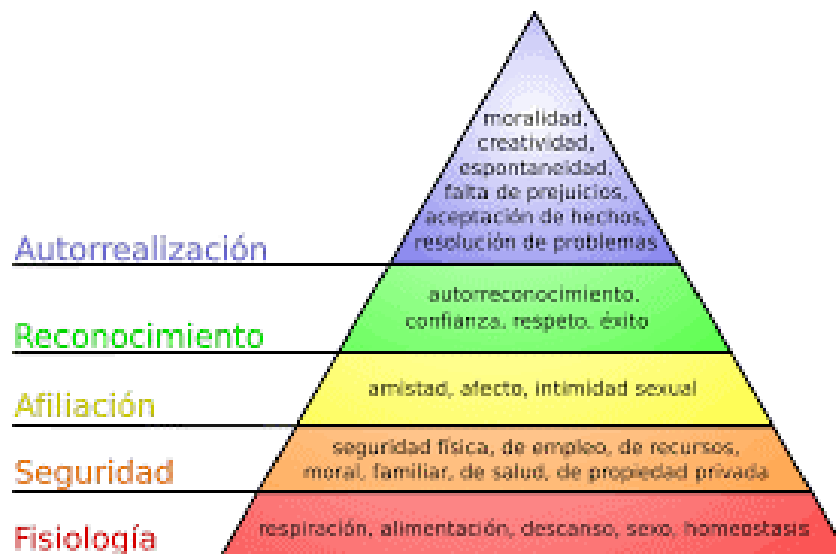 moralidad,
creatividad,
espontaneidad,
falta de prejuicios,
aceptación de hechos,
resolución de problemas
Autorrealización
autorreconocimiento,
confianza, respeto, éxito
Reconocimiento
amistad, afecto, intimidad sexual
Afiliación
seguridad física, de empleo, de recursos,
moral, familiar, de salud, de propiedad privada
Seguridad
respiración, alimentación, descanso, sexo, homeostasis
Fisiología